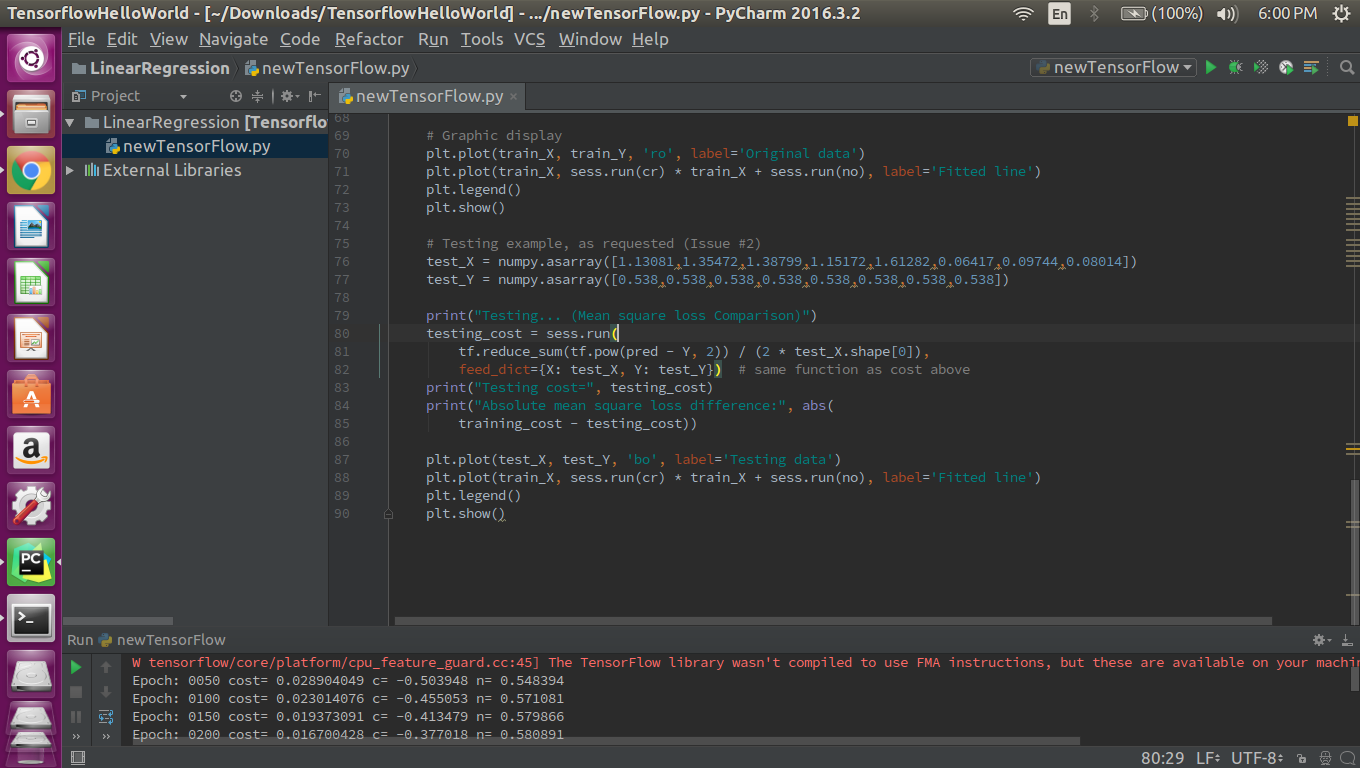 TensorflowHelloWorld - [~/Downloads/TensorflowHelloWorld] - .../newTensorFlow.py - PyCharm 2016.3.2
En
(100%)
6:00 PM
File Edit View Navigate Code Refactor Run Tools VCS Window Help
LinearRegression
newTensorFlow.py
newTensorFlow
Project
newTensorFlow.py
LinearRegression [Tensorflo
newTensorFlow.py
External Libraries
68
69 # Graphic display
70 plt.plot(train_X, train_Y, 'ro', label='Original data')
71 plt.plot(train_X, sess.run(cr) * train_X + sess.run(no), label='Fitted line')
72 plt.legend()
73 plt.show()
74
75 # Testing example, as requested (Issue #2)
76 test_X = numpy.asarray([1.13081,1.35472,1.38799,1.15172,1.61282,0.06417,0.09744,0.08014])
77 test_Y = numpy.asarray([0.538,0.538,0.538,0.538,0.538,0.538,0.538,0.538])
78
79 print("Testing... (Mean square loss Comparison)")
80 testing_cost = sess.run(
81 tf.reduce_sum(tf.pow(pred - Y, 2)) / (2 * test_X.shape[0]),
82 feed_dict={X: test_X, Y: test_Y}) # same function as cost above
83 print("Testing cost=", testing_cost)
84 print("Absolute mean square loss difference:", abs(
85 training_cost - testing_cost))
86
87 plt.plot(test_X, test_Y, 'bo', label='Testing data')
88 plt.plot(train_X, sess.run(cr) * train_X + sess.run(no), label='Fitted line')
89 plt.legend()
90 plt.show()
Run newTensorFlow
W tensorflow/core/platform/cpu_feature_guard.cc:45] The TensorFlow library wasn't compiled to use FMA instructions, but these are available on your machin
Epoch: 0050 cost= 0.028904049 c= -0.503948 n= 0.548394
Epoch: 0100 cost= 0.023014076 c= -0.455053 n= 0.571081
Epoch: 0150 cost= 0.019373091 c= -0.413479 n= 0.579866
Epoch: 0200 cost= 0.016700428 c= -0.377018 n= 0.580891
80:29 LF UTF-8